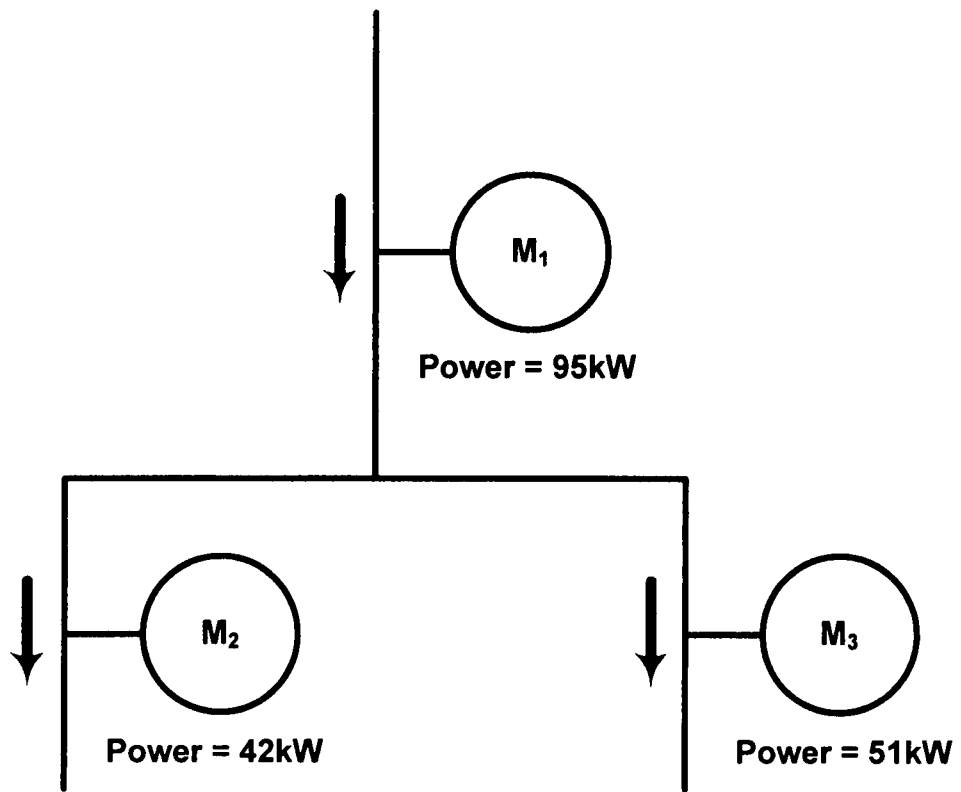 M₁
Power = 95kW
M₂
M₃
Power = 42kW
Power = 51kW